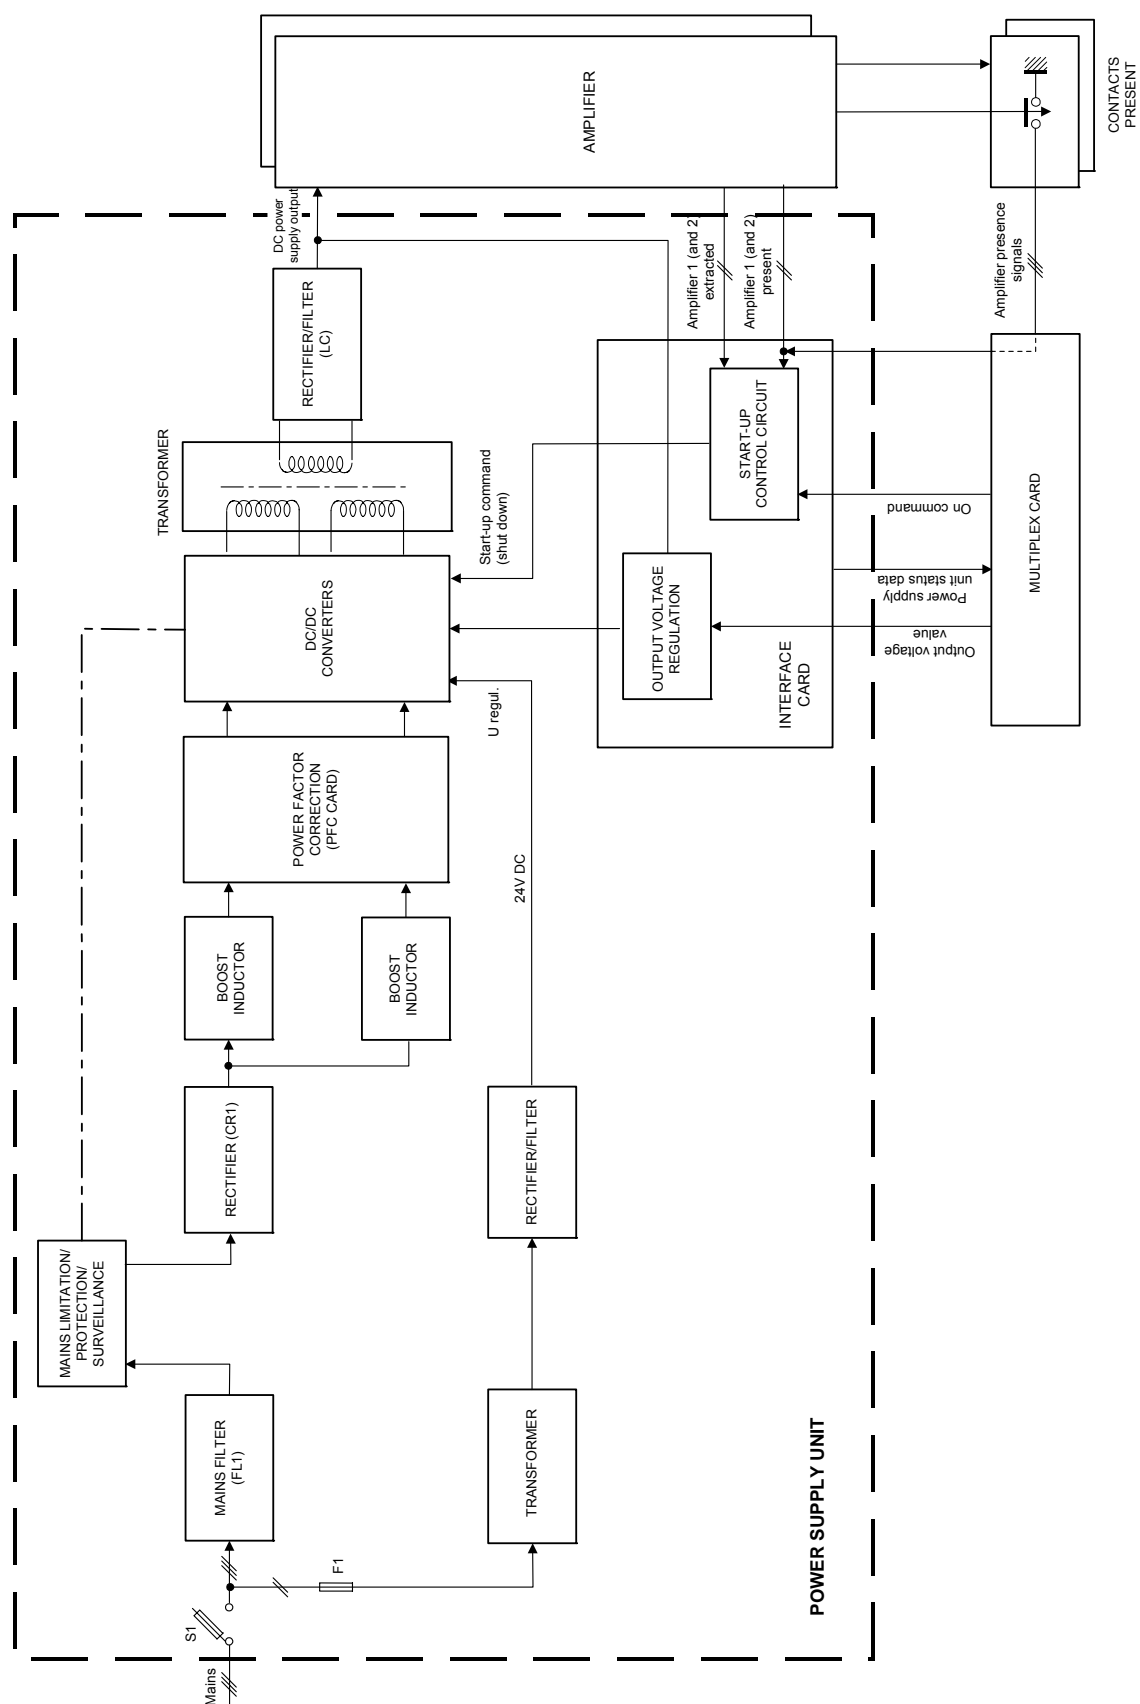 Mains
S1
F1
MAINS FILTER
(FL1)
MAINS LIMITATION/
PROTECTION/
SURVEILLANCE
RECTIFIER (CR1)
BOOST
INDUCTOR
BOOST
INDUCTOR
POWER FACTOR
CORRECTION
(PFC CARD)
DC/DC
CONVERTERS
TRANSFORMER
RECTIFIER/FILTER
(LC)
DC power
supply output
AMPLIFIER
TRANSFORMER
RECTIFIER/FILTER
24V DC
U regul.
Start-up command
(shut down)
Amplifier 1 (and 2)
extracted
Amplifier 1 (and 2)
present
OUTPUT VOLTAGE
REGULATION
START-UP
CONTROL CIRCUIT
INTERFACE
CARD
POWER SUPPLY UNIT
Output voltage
value
Power supply
unit status data
On command
MULTIPLEX CARD
Amplifier presence
signals
CONTACTS
PRESENT